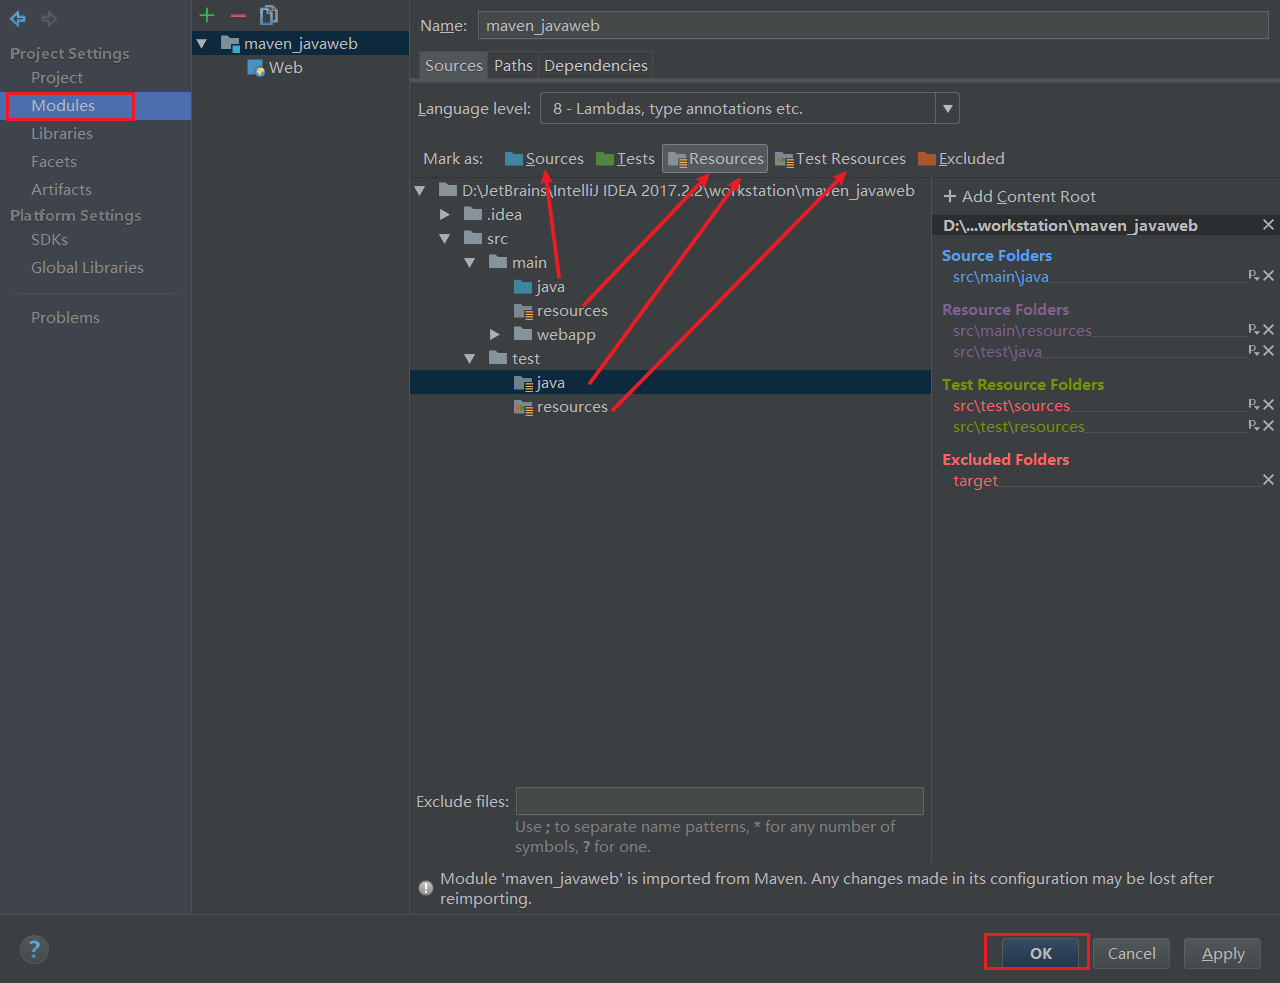 Project Settings
Project
Modules
Libraries
Facets
Artifacts
Platform Settings
SDKs
Global Libraries
Problems
maven_javaweb
Web
Name: maven_javaweb
Sources Paths Dependencies
Language level: 8 - Lambdas, type annotations etc.
Mark as: Sources Tests Resources Test Resources Excluded
D:\JetBrains\IntelliJ IDEA 2017.2.2\workstation\maven_javaweb
.idea
src
main
java
resources
webapp
test
java
resources
+ Add Content Root
D:\...workstation\maven_javaweb
Source Folders
src\main\java
Resource Folders
src\main\resources
src\test\java
Test Resource Folders
src\test\sources
src\test\resources
Excluded Folders
target
Exclude files:
Use ; to separate name patterns, * for any number of
symbols, ? for one.
Module 'maven_javaweb' is imported from Maven. Any changes made in its configuration may be lost after
reimporting.
?
OK Cancel Apply